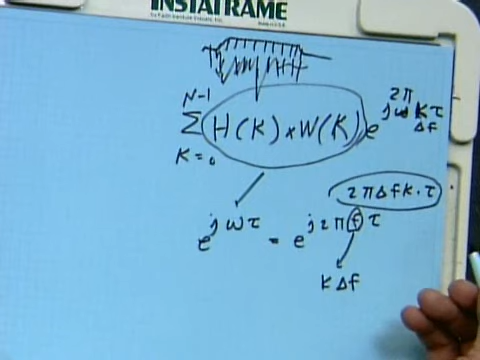 INSTAFRAME
N-1
Σ H(K) × W(K) e^{j ω K τ} 2π Δf
K=0
2πΔfK·τ
e^{jωτ} = e^{j2πfτ}
KΔf